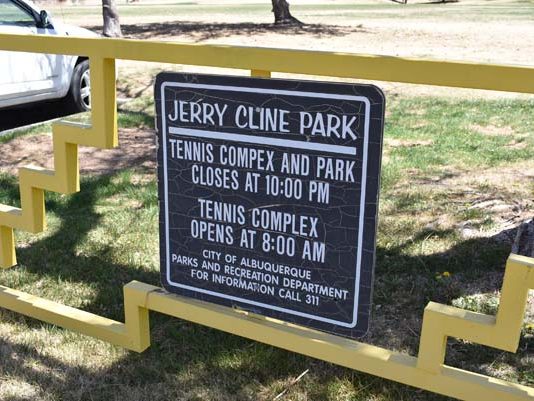 JERRY CLINE PARK
TENNIS COMPEX AND PARK
CLOSES AT 10:00 PM
TENNIS COMPLEX
OPENS AT 8:00 AM
CITY OF ALBUQUERQUE
PARKS AND RECREATION DEPARTMENT
FOR INFORMATION CALL 311